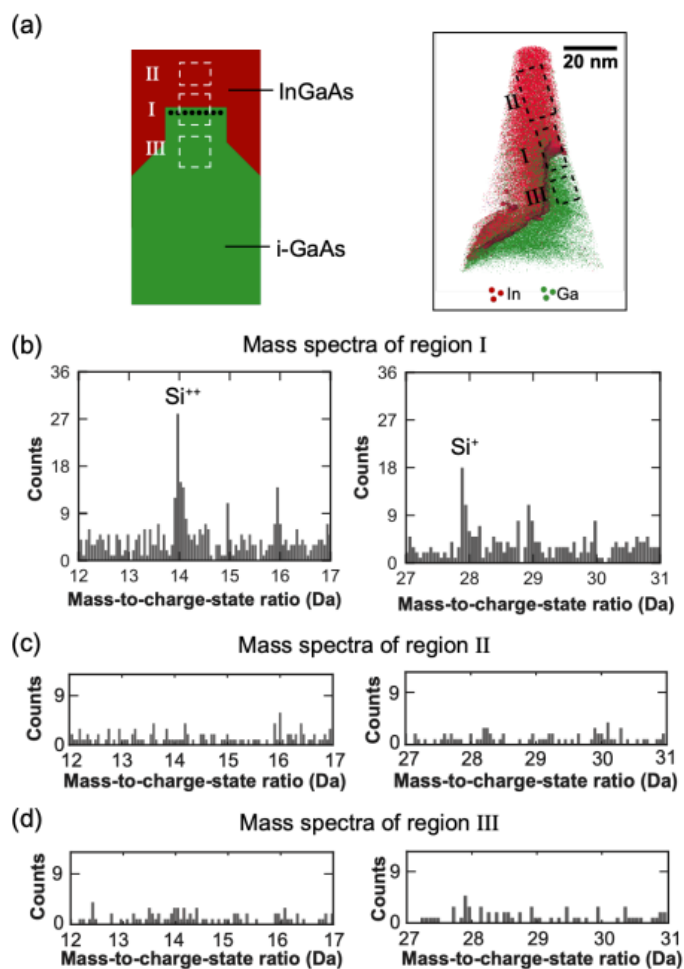 (a)
II
InGaAs
I
III
i-GaAs
20 nm
II
I
III
In Ga
(b) Mass spectra of region I
36
27
18
9
0
Counts
Si++
12 13 14 15 16 17
Mass-to-charge-state ratio (Da)
36
27
18
9
0
Counts
Si+
27 28 29 30 31
Mass-to-charge-state ratio (Da)
(c) Mass spectra of region II
9
0
Counts
12 13 14 15 16 17
Mass-to-charge-state ratio (Da)
9
0
Counts
27 28 29 30 31
Mass-to-charge-state ratio (Da)
(d) Mass spectra of region III
9
0
Counts
12 13 14 15 16 17
Mass-to-charge-state ratio (Da)
9
0
Counts
27 28 29 30 31
Mass-to-charge-state ratio (Da)